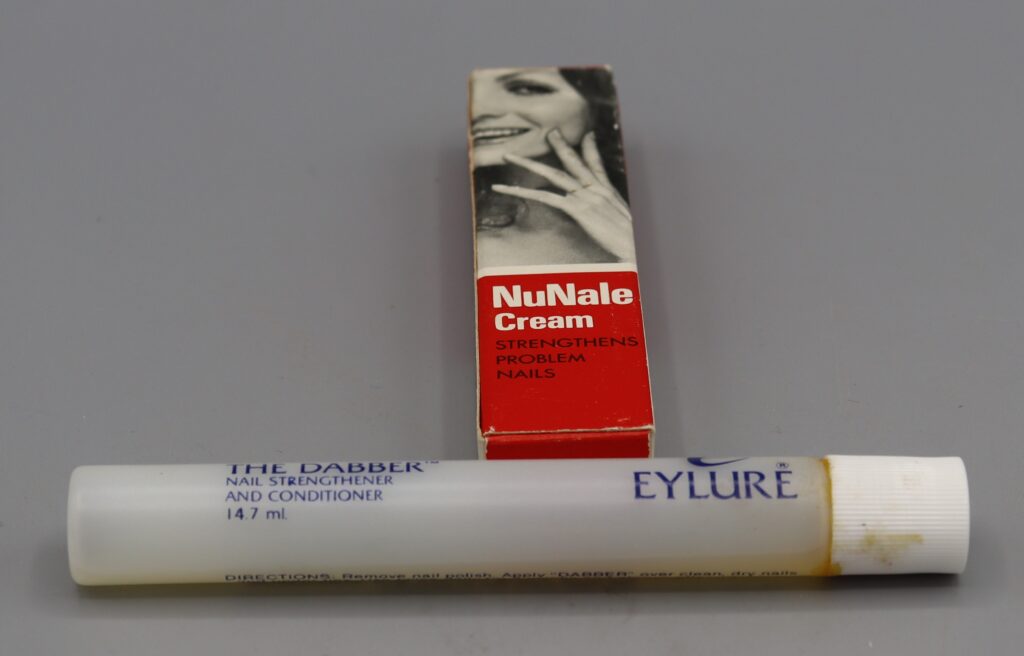 NuNale
Cream
STRENGTHENS
PROBLEM
NAILS
THE DABBER™
NAIL STRENGTHENER
AND CONDITIONER
14.7 ml.
EYLURE®
DIRECTIONS: Remove nail polish. Apply "DABBER" over clean, dry nails